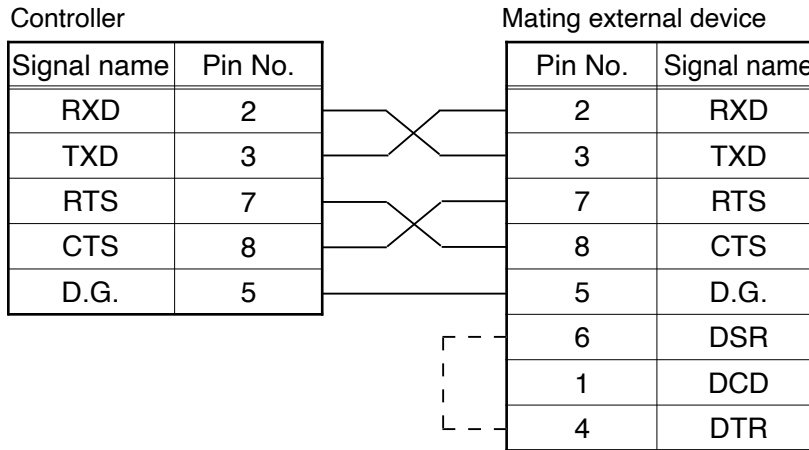 Controller Mating external device
Signal name Pin No. Pin No. Signal name
RXD 2 2 RXD
TXD 3 3 TXD
RTS 7 7 RTS
CTS 8 8 CTS
D.G. 5 5 D.G.
6 DSR
1 DCD
4 DTR